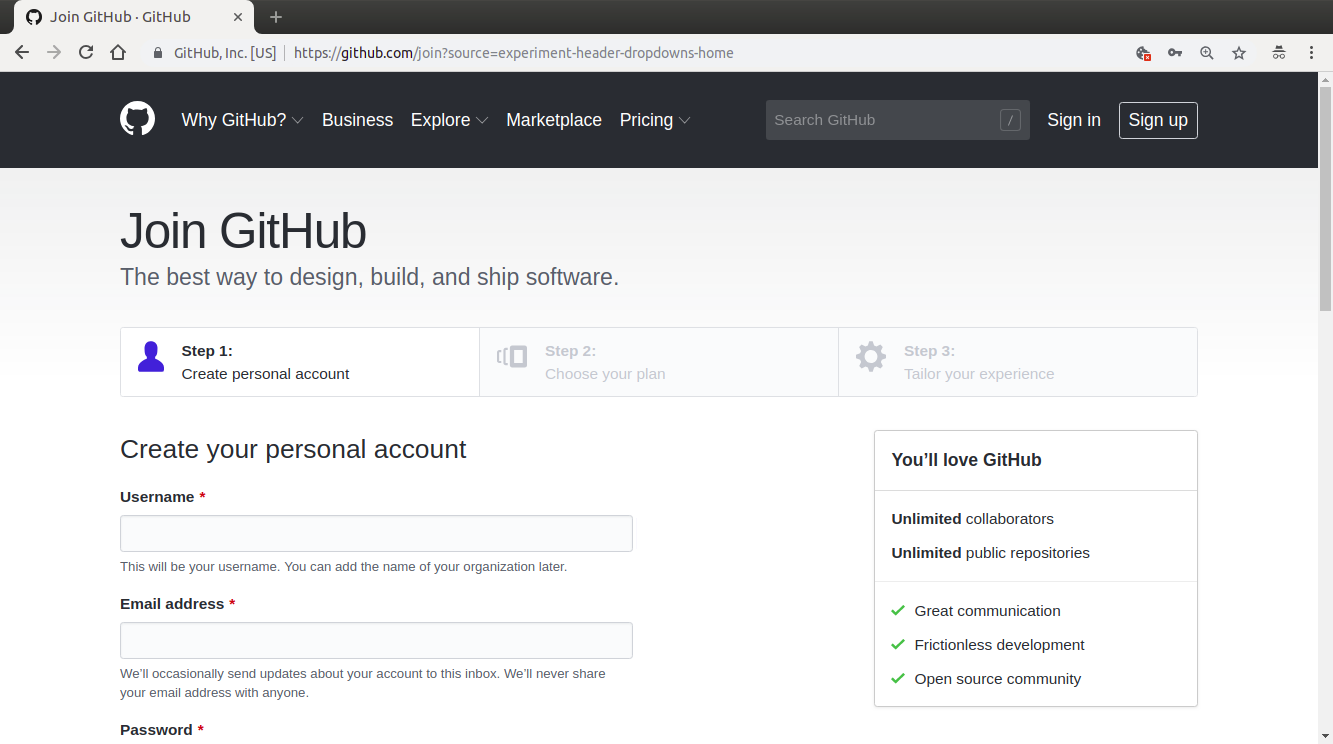 Join GitHub · GitHub
GitHub, Inc. [US] | https://github.com/join?source=experiment-header-dropdowns-home
Why GitHub? Business Explore Marketplace Pricing Search GitHub / Sign in Sign up
Join GitHub
The best way to design, build, and ship software.
Step 1:
Create personal account
Step 2:
Choose your plan
Step 3:
Tailor your experience
Create your personal account
Username *
This will be your username. You can add the name of your organization later.
Email address *
We’ll occasionally send updates about your account to this inbox. We’ll never share
your email address with anyone.
Password *
You’ll love GitHub
Unlimited collaborators
Unlimited public repositories
Great communication
Frictionless development
Open source community